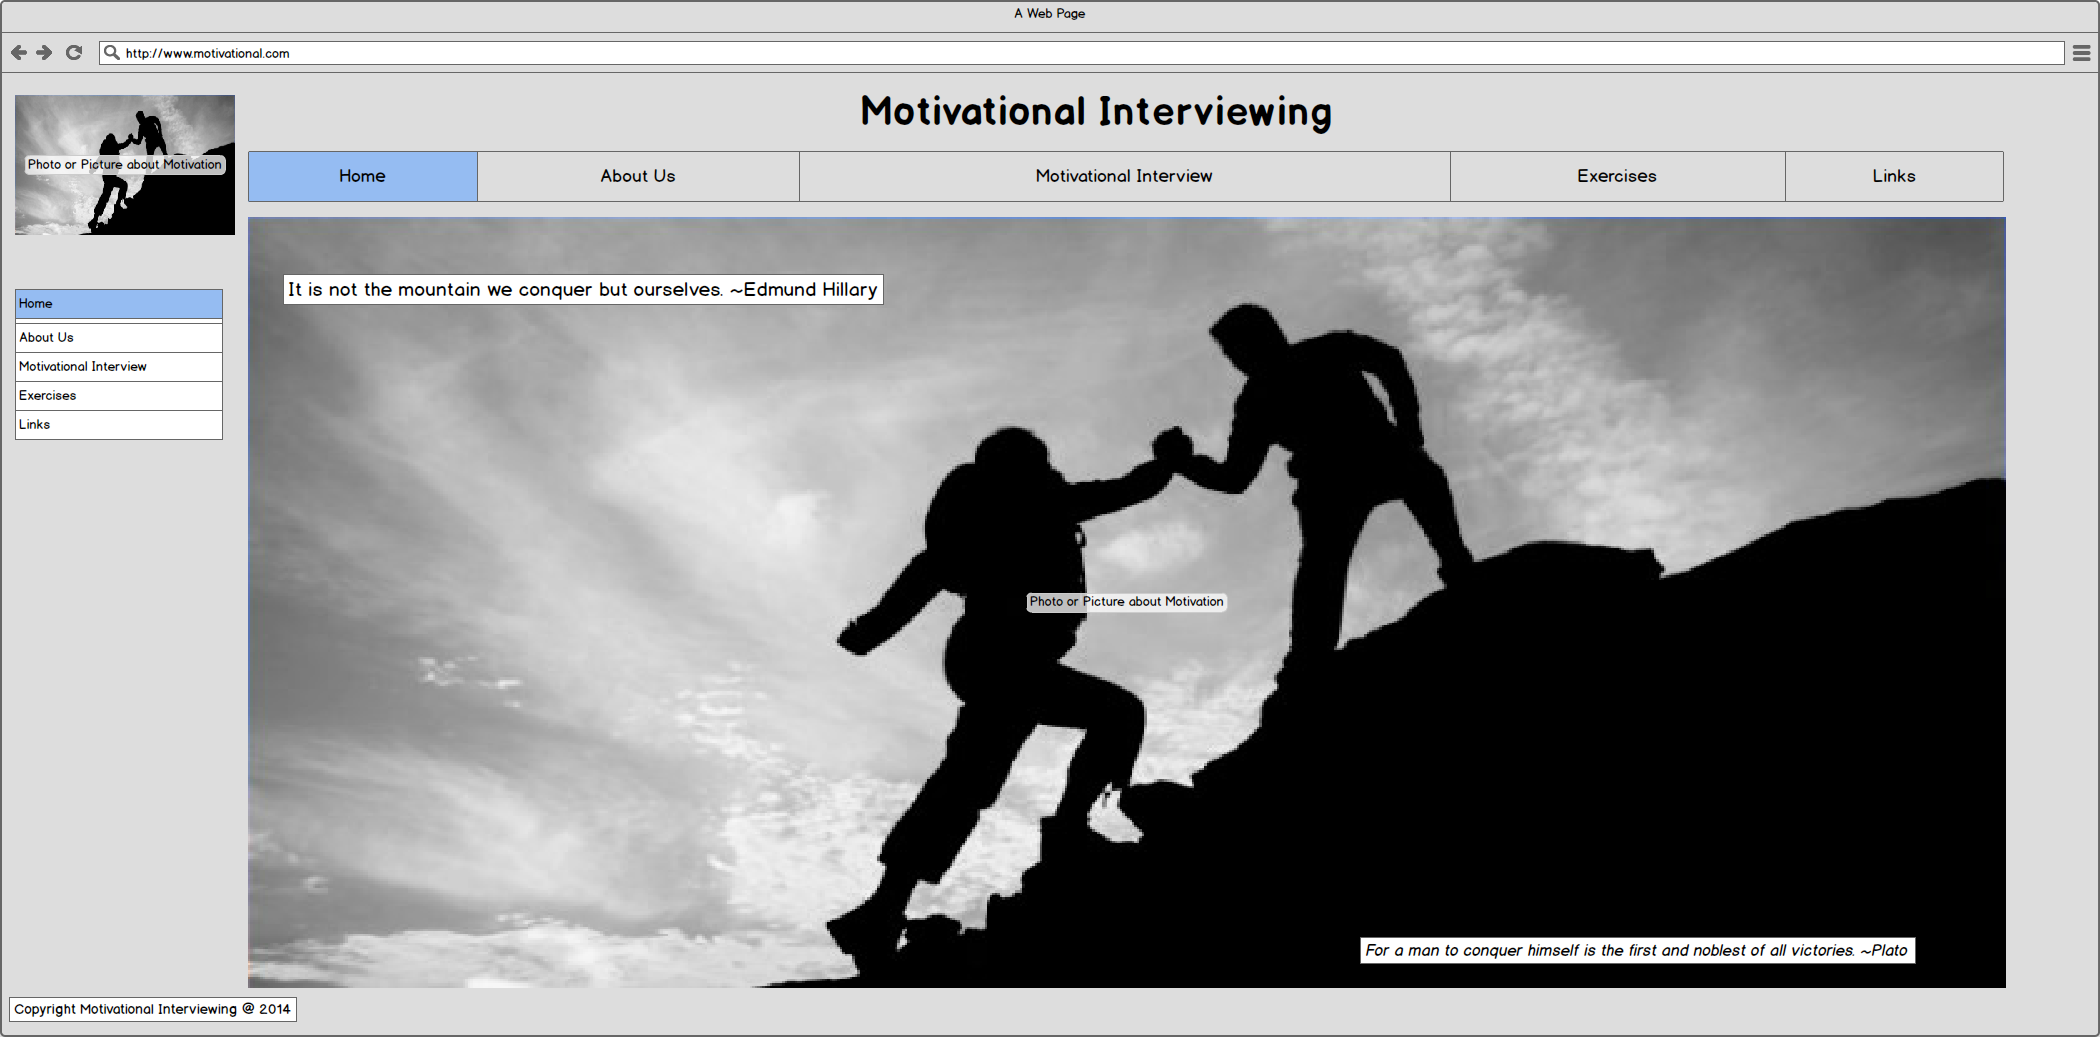 A Web Page
http://www.motivational.com
Photo or Picture about Motivation
Motivational Interviewing
Home
About Us
Motivational Interview
Exercises
Links
Home
About Us
Motivational Interview
Exercises
Links
It is not the mountain we conquer but ourselves. ~Edmund Hillary
Photo or Picture about Motivation
For a man to conquer himself is the first and noblest of all victories. ~Plato
Copyright Motivational Interviewing @ 2014